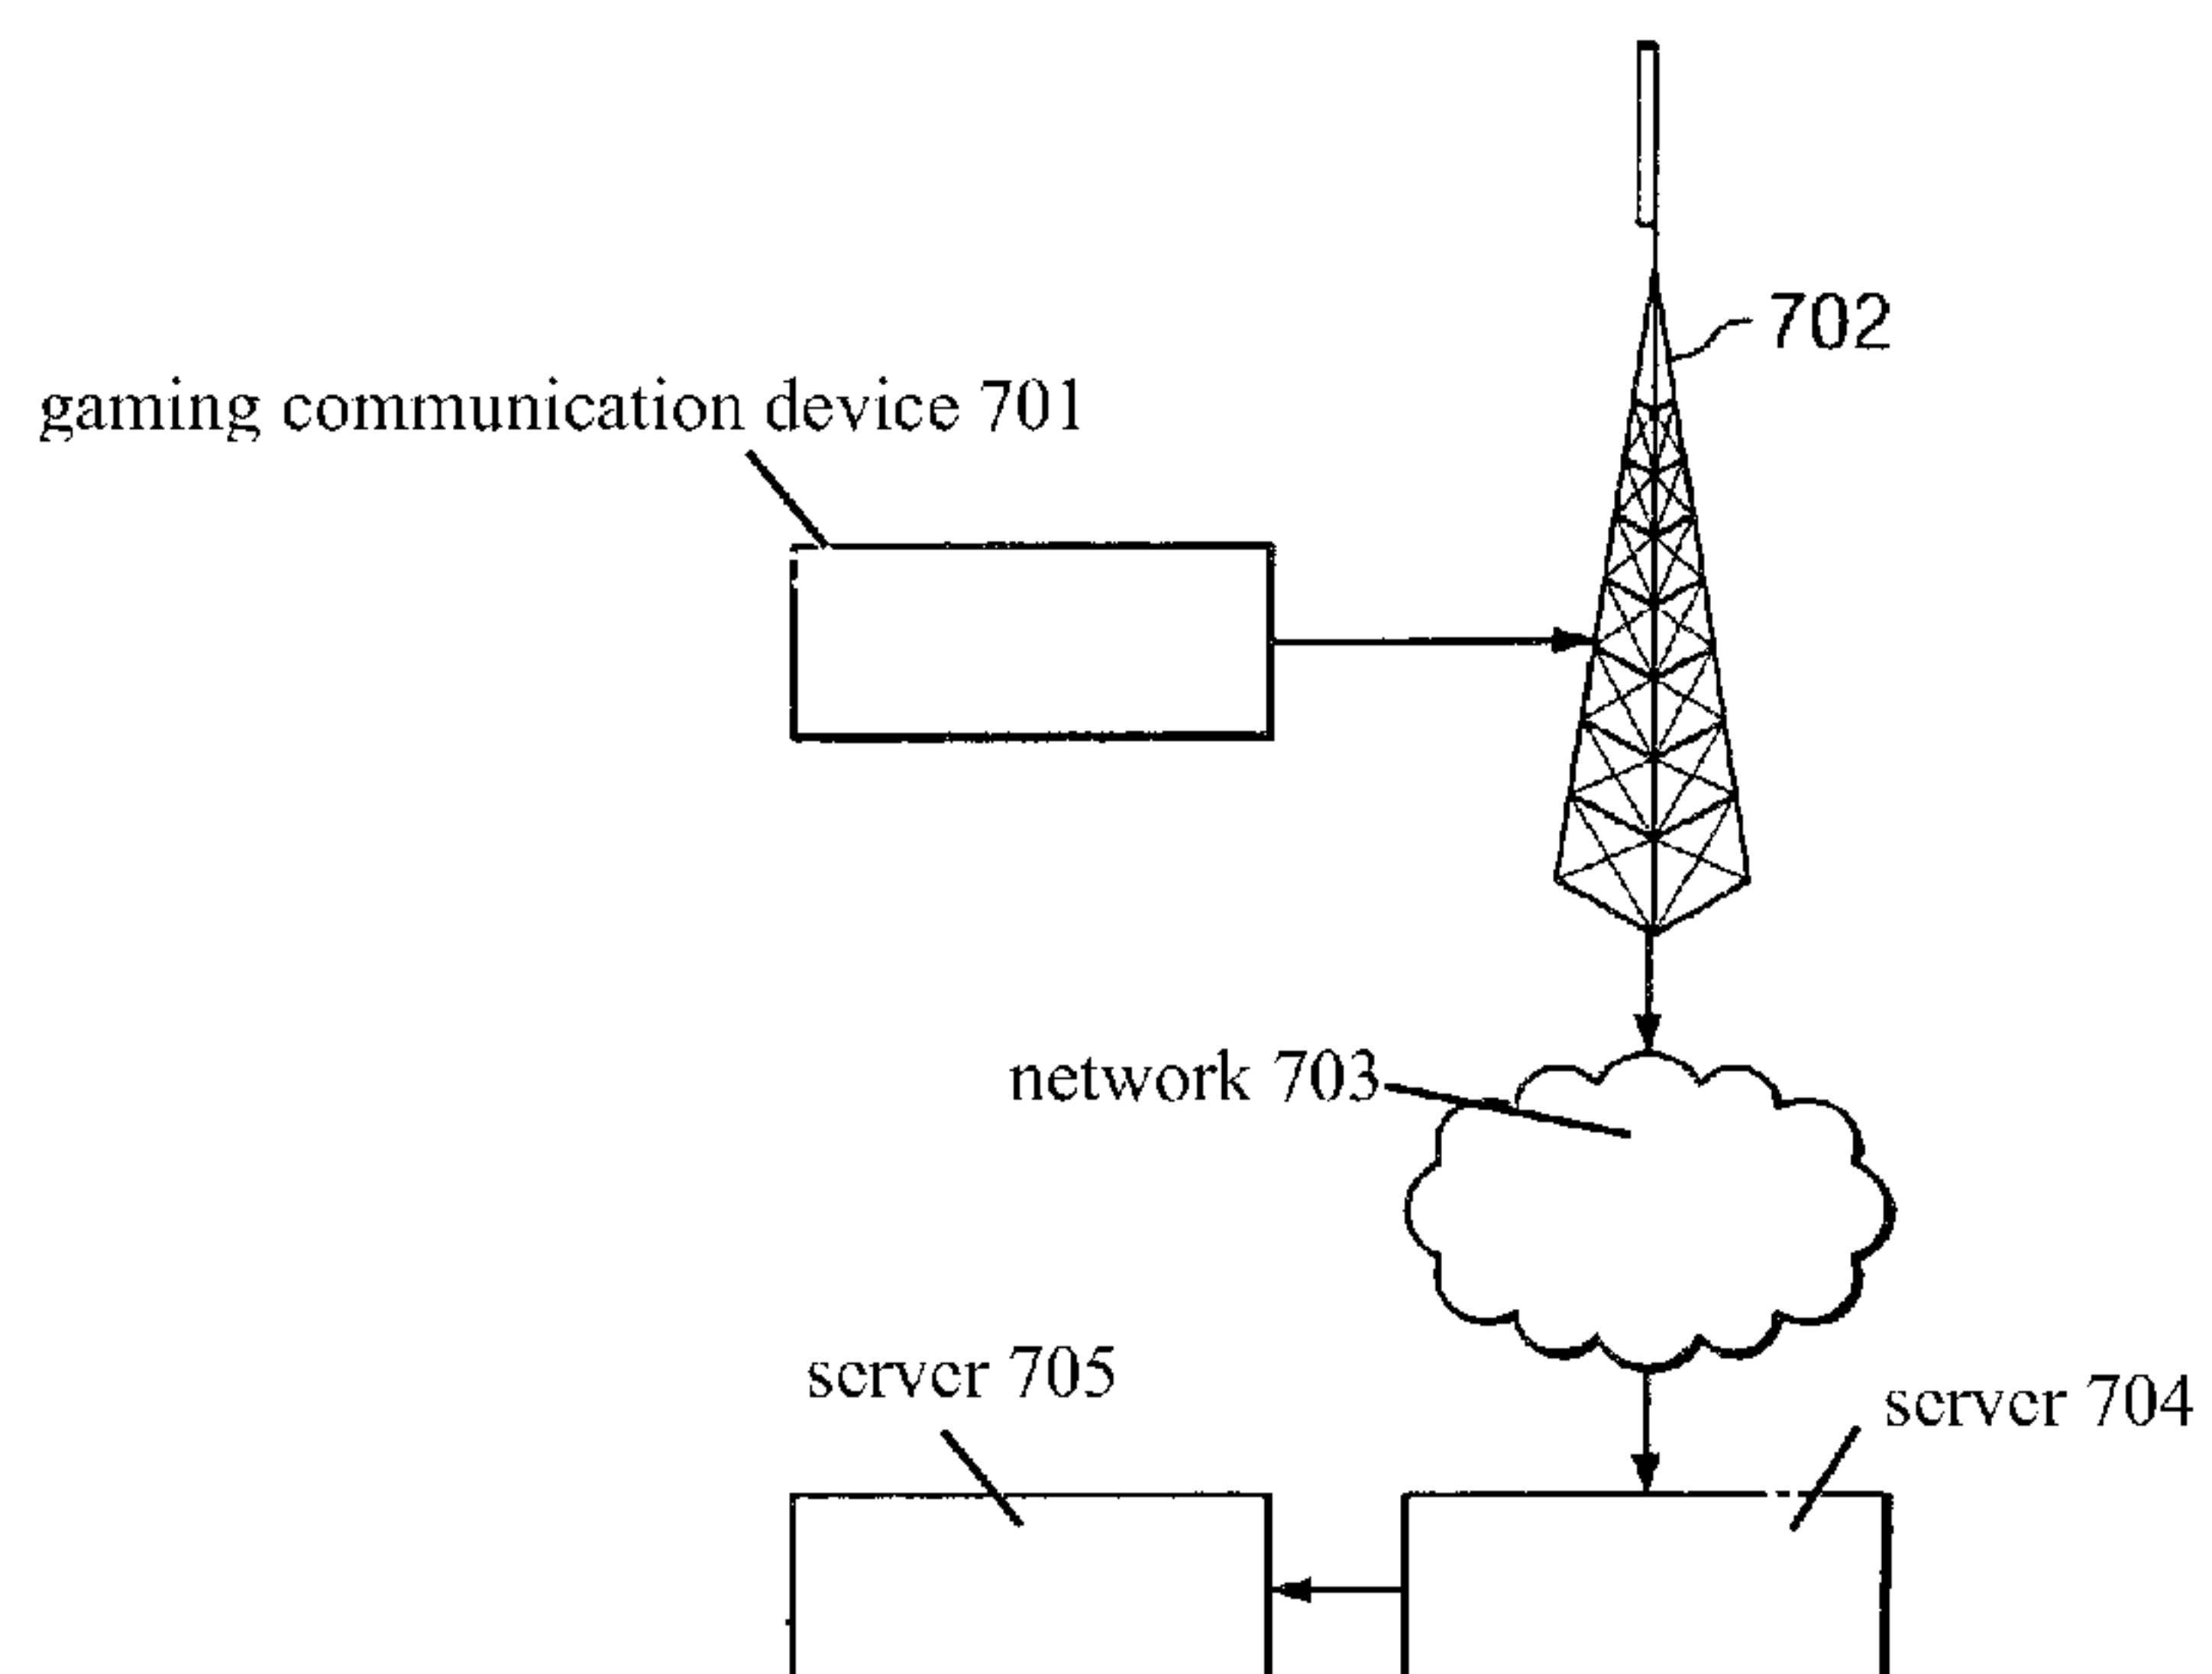 702
gaming communication device 701
network 703
server 705
server 704